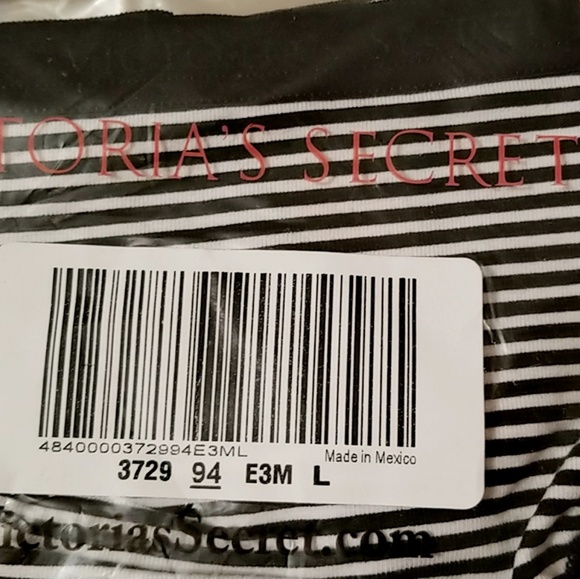 TORIA'S SECRET
4840000372994E3ML
Made in Mexico
3729 94 E3M L
ictoriasSecret.com